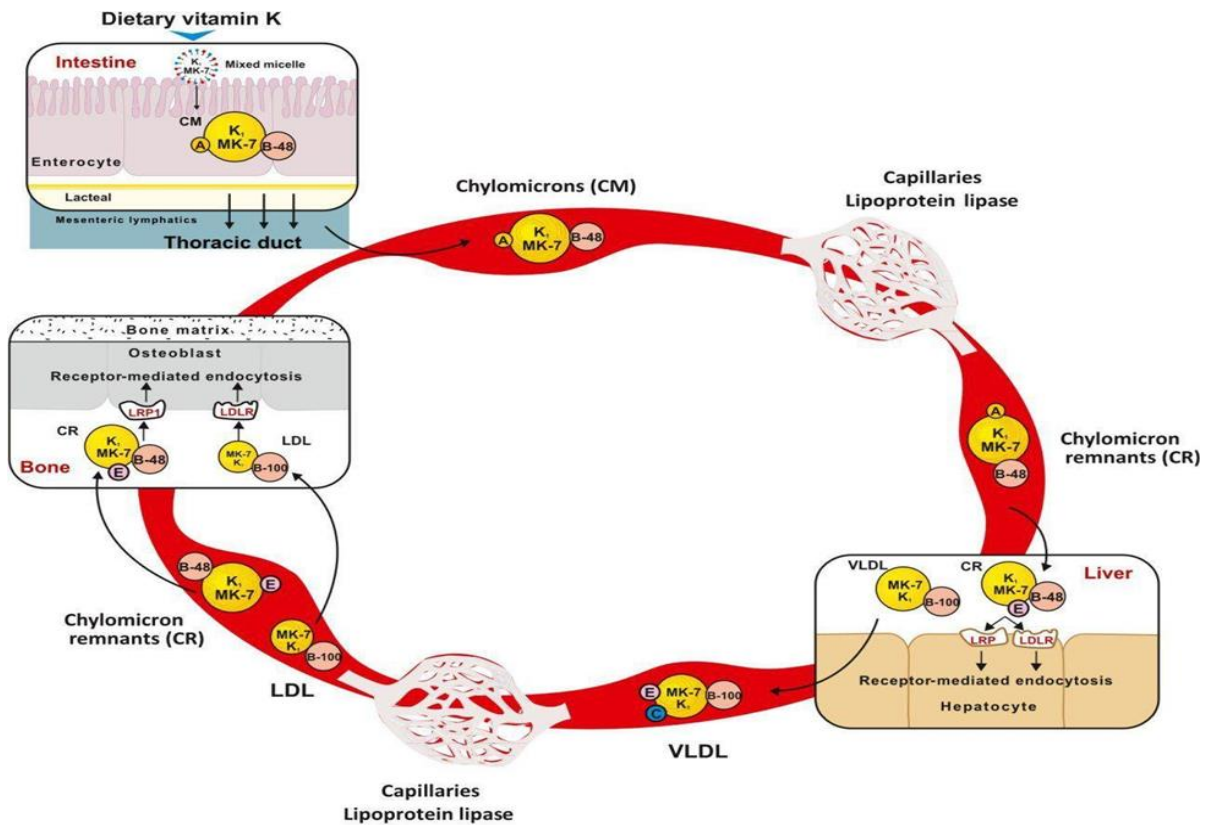 Dietary vitamin K
Intestine
K₁
MK-7
Mixed micelle
CM
K₁
MK-7
A
B-48
Enterocyte
Lacteal
Mesenteric lymphatics
Thoracic duct
Chylomicrons (CM)
A
K₁
MK-7
B-48
Capillaries
Lipoprotein lipase
A
K₁
MK-7
B-48
Chylomicron
remnants (CR)
Liver
VLDL
MK-7
K₁
B-100
CR
K₁
MK-7
B-48
E
LRP
LDLR
Receptor-mediated endocytosis
Hepatocyte
E
MK-7
K₁
B-100
C
VLDL
Capillaries
Lipoprotein lipase
MK-7
K₁
B-100
LDL
B-48
K₁
MK-7
E
Chylomicron
remnants (CR)
Bone matrix
Osteoblast
Receptor-mediated endocytosis
LRP1
LDLR
CR
K₁
MK-7
B-48
E
Bone
LDL
MK-7
K₁
B-100